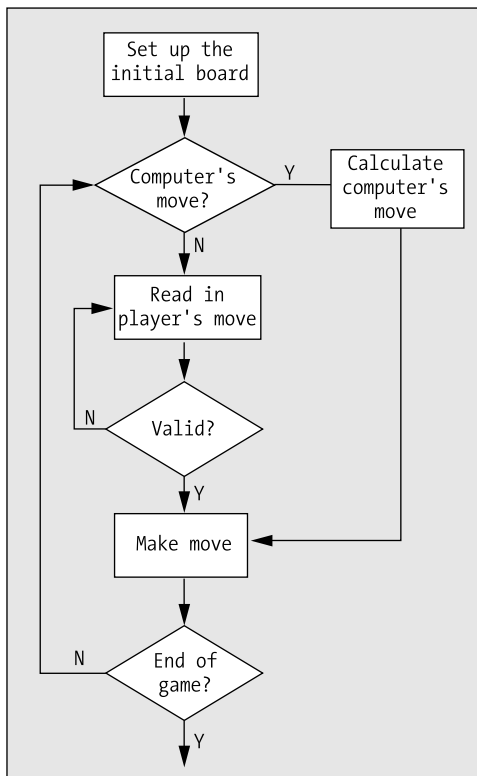 Set up the
initial board
Computer's
move?
Y
Calculate
computer's
move
N
Read in
player's move
N
Valid?
Y
Make move
N
End of
game?
Y